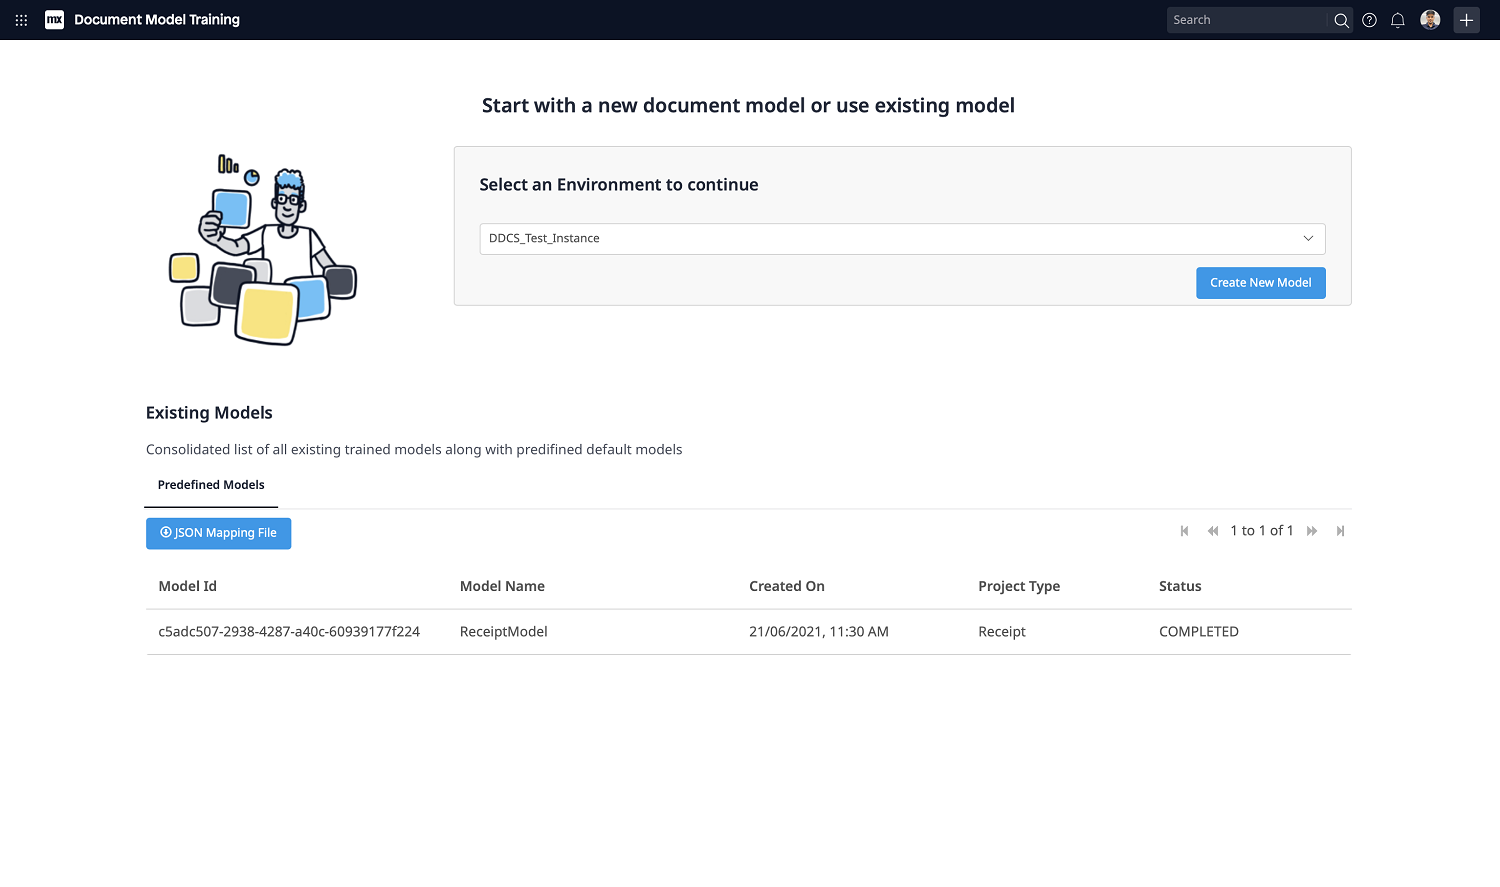 mx Document Model Training
Search
Start with a new document model or use existing model
Select an Environment to continue
DDCS_Test_Instance
Create New Model
Existing Models
Consolidated list of all existing trained models along with predifined default models
Predefined Models
JSON Mapping File
1 to 1 of 1
Model Id Model Name Created On Project Type Status
c5adc507-2938-4287-a40c-60939177f224 ReceiptModel 21/06/2021, 11:30 AM Receipt COMPLETED